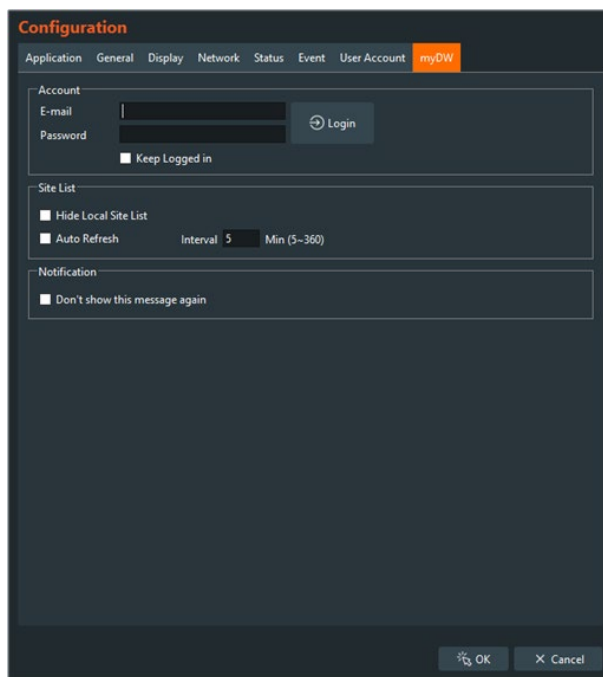 Configuration
Application General Display Network Status Event User Account myDW
Account
E-mail
Login
Password
Keep Logged in
Site List
Hide Local Site List
Auto Refresh Interval 5 Min (5~360)
Notification
Don't show this message again
OK Cancel